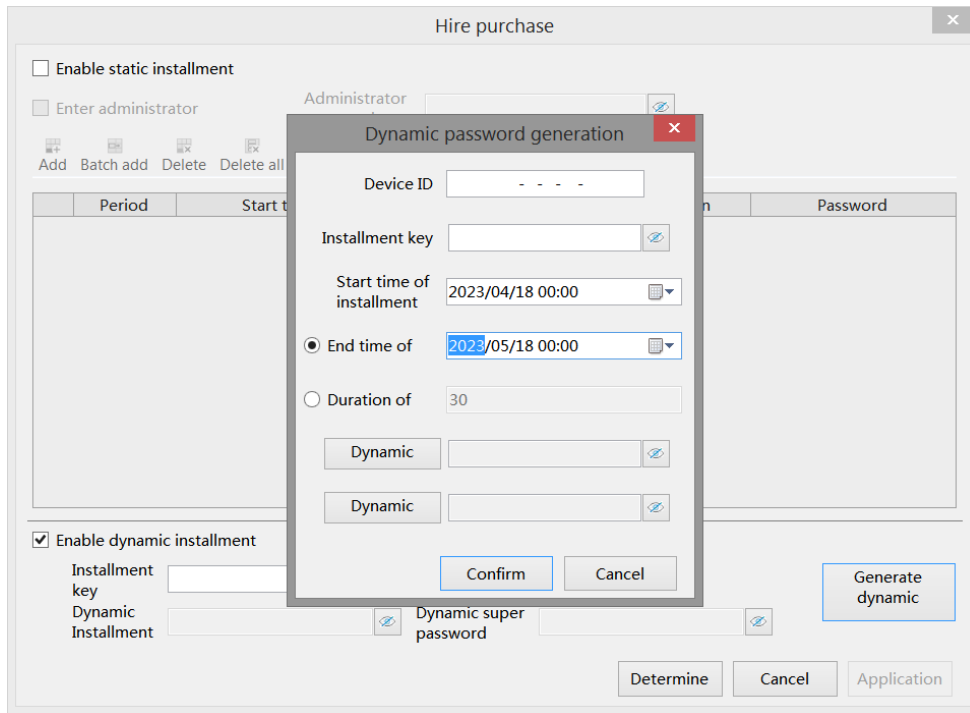 Hire purchase
Enable static installment
Enter administrator
Administrator
Add Batch add Delete Delete all
Period Start t n Password
Dynamic password generation
Device ID - - - -
Installment key
Start time of
installment
2023/04/18 00:00
End time of 2023/05/18 00:00
Duration of 30
Dynamic
Dynamic
Confirm Cancel
Enable dynamic installment
Installment
key
Dynamic
Installment
Dynamic super
password
Generate
dynamic
Determine Cancel Application